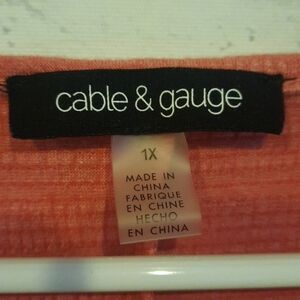 cable & gauge
1X
MADE IN
CHINA
FABRIQUE
EN CHINE
HECHO
EN CHINA